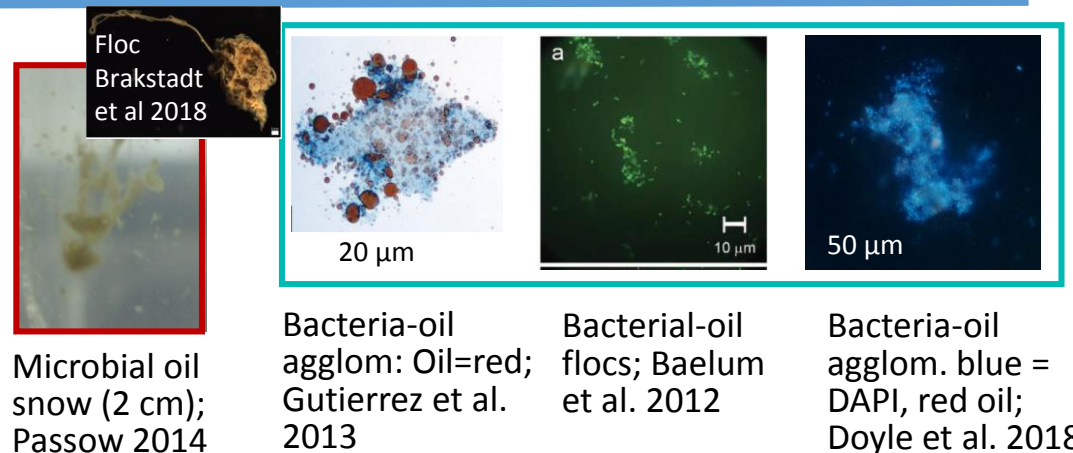 Floc
Brakstadt
et al 2018
a
20 µm
10 µm
50 µm
Microbial oil
snow (2 cm);
Passow 2014
Bacteria-oil
agglom: Oil=red;
Gutierrez et al.
2013
Bacterial-oil
flocs; Baelum
et al. 2012
Bacteria-oil
agglom. blue =
DAPI, red oil;
Doyle et al. 2018